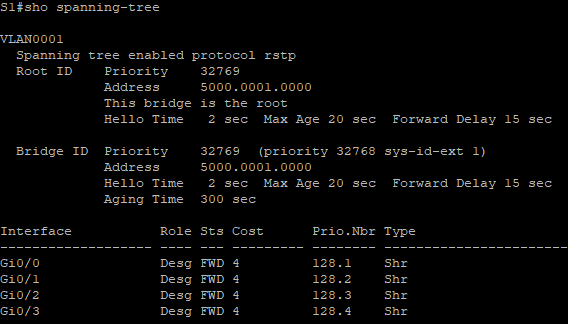 S1#sho spanning-tree
VLAN0001
  Spanning tree enabled protocol rstp
  Root ID    Priority    32769
             Address     5000.0001.0000
             This bridge is the root
             Hello Time   2 sec  Max Age 20 sec  Forward Delay 15 sec
  Bridge ID  Priority    32769  (priority 32768 sys-id-ext 1)
             Address     5000.0001.0000
             Hello Time   2 sec  Max Age 20 sec  Forward Delay 15 sec
             Aging Time  300 sec
Interface           Role Sts Cost      Prio.Nbr Type
------------------- ---- --- --------- -------- --------------------------------
Gi0/0               Desg FWD 4         128.1    Shr
Gi0/1               Desg FWD 4         128.2    Shr
Gi0/2               Desg FWD 4         128.3    Shr
Gi0/3               Desg FWD 4         128.4    Shr